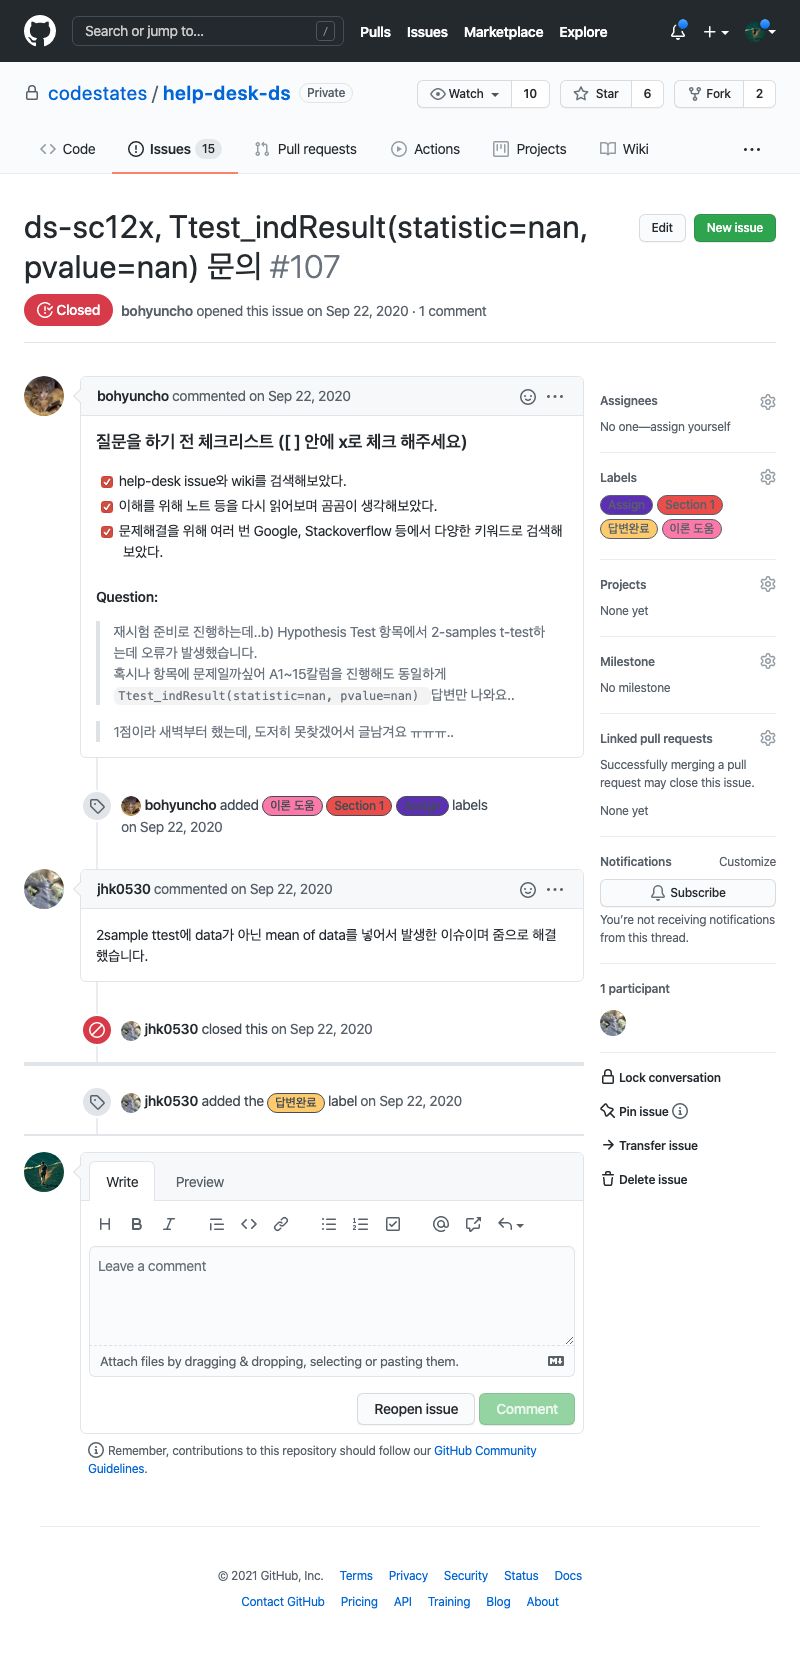 Search or jump to... /
Pulls Issues Marketplace Explore
codestates / help-desk-ds Private
Watch 10 Star 6 Fork 2
Code Issues 15 Pull requests Actions Projects Wiki
ds-sc12x, Ttest_indResult(statistic=nan,
pvalue=nan) 문의 #107
Edit New issue
Closed bohyuncho opened this issue on Sep 22, 2020 · 1 comment
bohyuncho commented on Sep 22, 2020
질문을 하기 전 체크리스트 ([ ] 안에 x로 체크 해주세요)
help-desk issue와 wiki를 검색해보았다.
이해를 위해 노트 등을 다시 읽어보며 곰곰이 생각해보았다.
문제해결을 위해 여러 번 Google, Stackoverflow 등에서 다양한 키워드로 검색해
보았다.
Question:
재시험 준비로 진행하는데..b) Hypothesis Test 항목에서 2-samples t-test하
는데 오류가 발생했습니다.
혹시나 항목에 문제일까싶어 A1~15칼럼을 진행해도 동일하게
Ttest_indResult(statistic=nan, pvalue=nan) 답변만 나와요..
1점이라 새벽부터 했는데, 도저히 못찾겠어서 글남겨요 ㅠㅠㅠ..
bohyuncho added 이론 도움 Section 1 Assign labels
on Sep 22, 2020
jhk0530 commented on Sep 22, 2020
2sample ttest에 data가 아닌 mean of data를 넣어서 발생한 이슈이며 줌으로 해결
했습니다.
jhk0530 closed this on Sep 22, 2020
jhk0530 added the 답변완료 label on Sep 22, 2020
Write Preview
H B I
Leave a comment
Attach files by dragging & dropping, selecting or pasting them.
Reopen issue Comment
Remember, contributions to this repository should follow our GitHub Community
Guidelines.
Assignees
No one—assign yourself
Labels
Assign Section 1
답변완료 이론 도움
Projects
None yet
Milestone
No milestone
Linked pull requests
Successfully merging a pull
request may close this issue.
None yet
Notifications Customize
Subscribe
You're not receiving notifications
from this thread.
1 participant
Lock conversation
Pin issue
Transfer issue
Delete issue
© 2021 GitHub, Inc. Terms Privacy Security Status Docs
Contact GitHub Pricing API Training Blog About